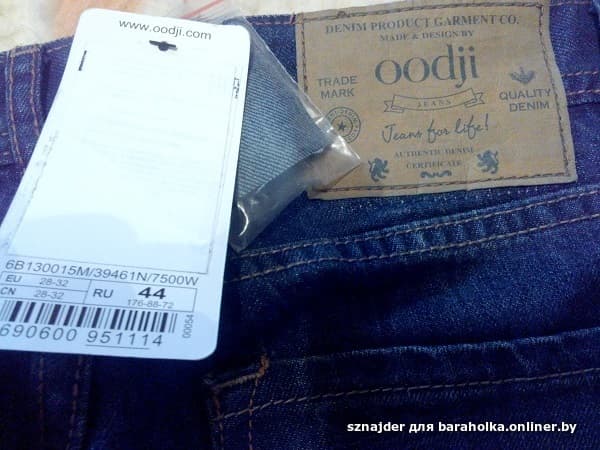 www.oodji.com
6B130015M/39461N/7500W
EU 28-32
CN 28-32
RU 44
176-88-72
00054
690600 951114
DENIM PRODUCT GARMENT CO.
MADE & DESIGN BY
oodji
TRADE MARK
JEANS
QUALITY DENIM
Jeans for life!
AUTHENTIC DENIM
CERTIFICATE
sznajder для baraholka.onliner.by